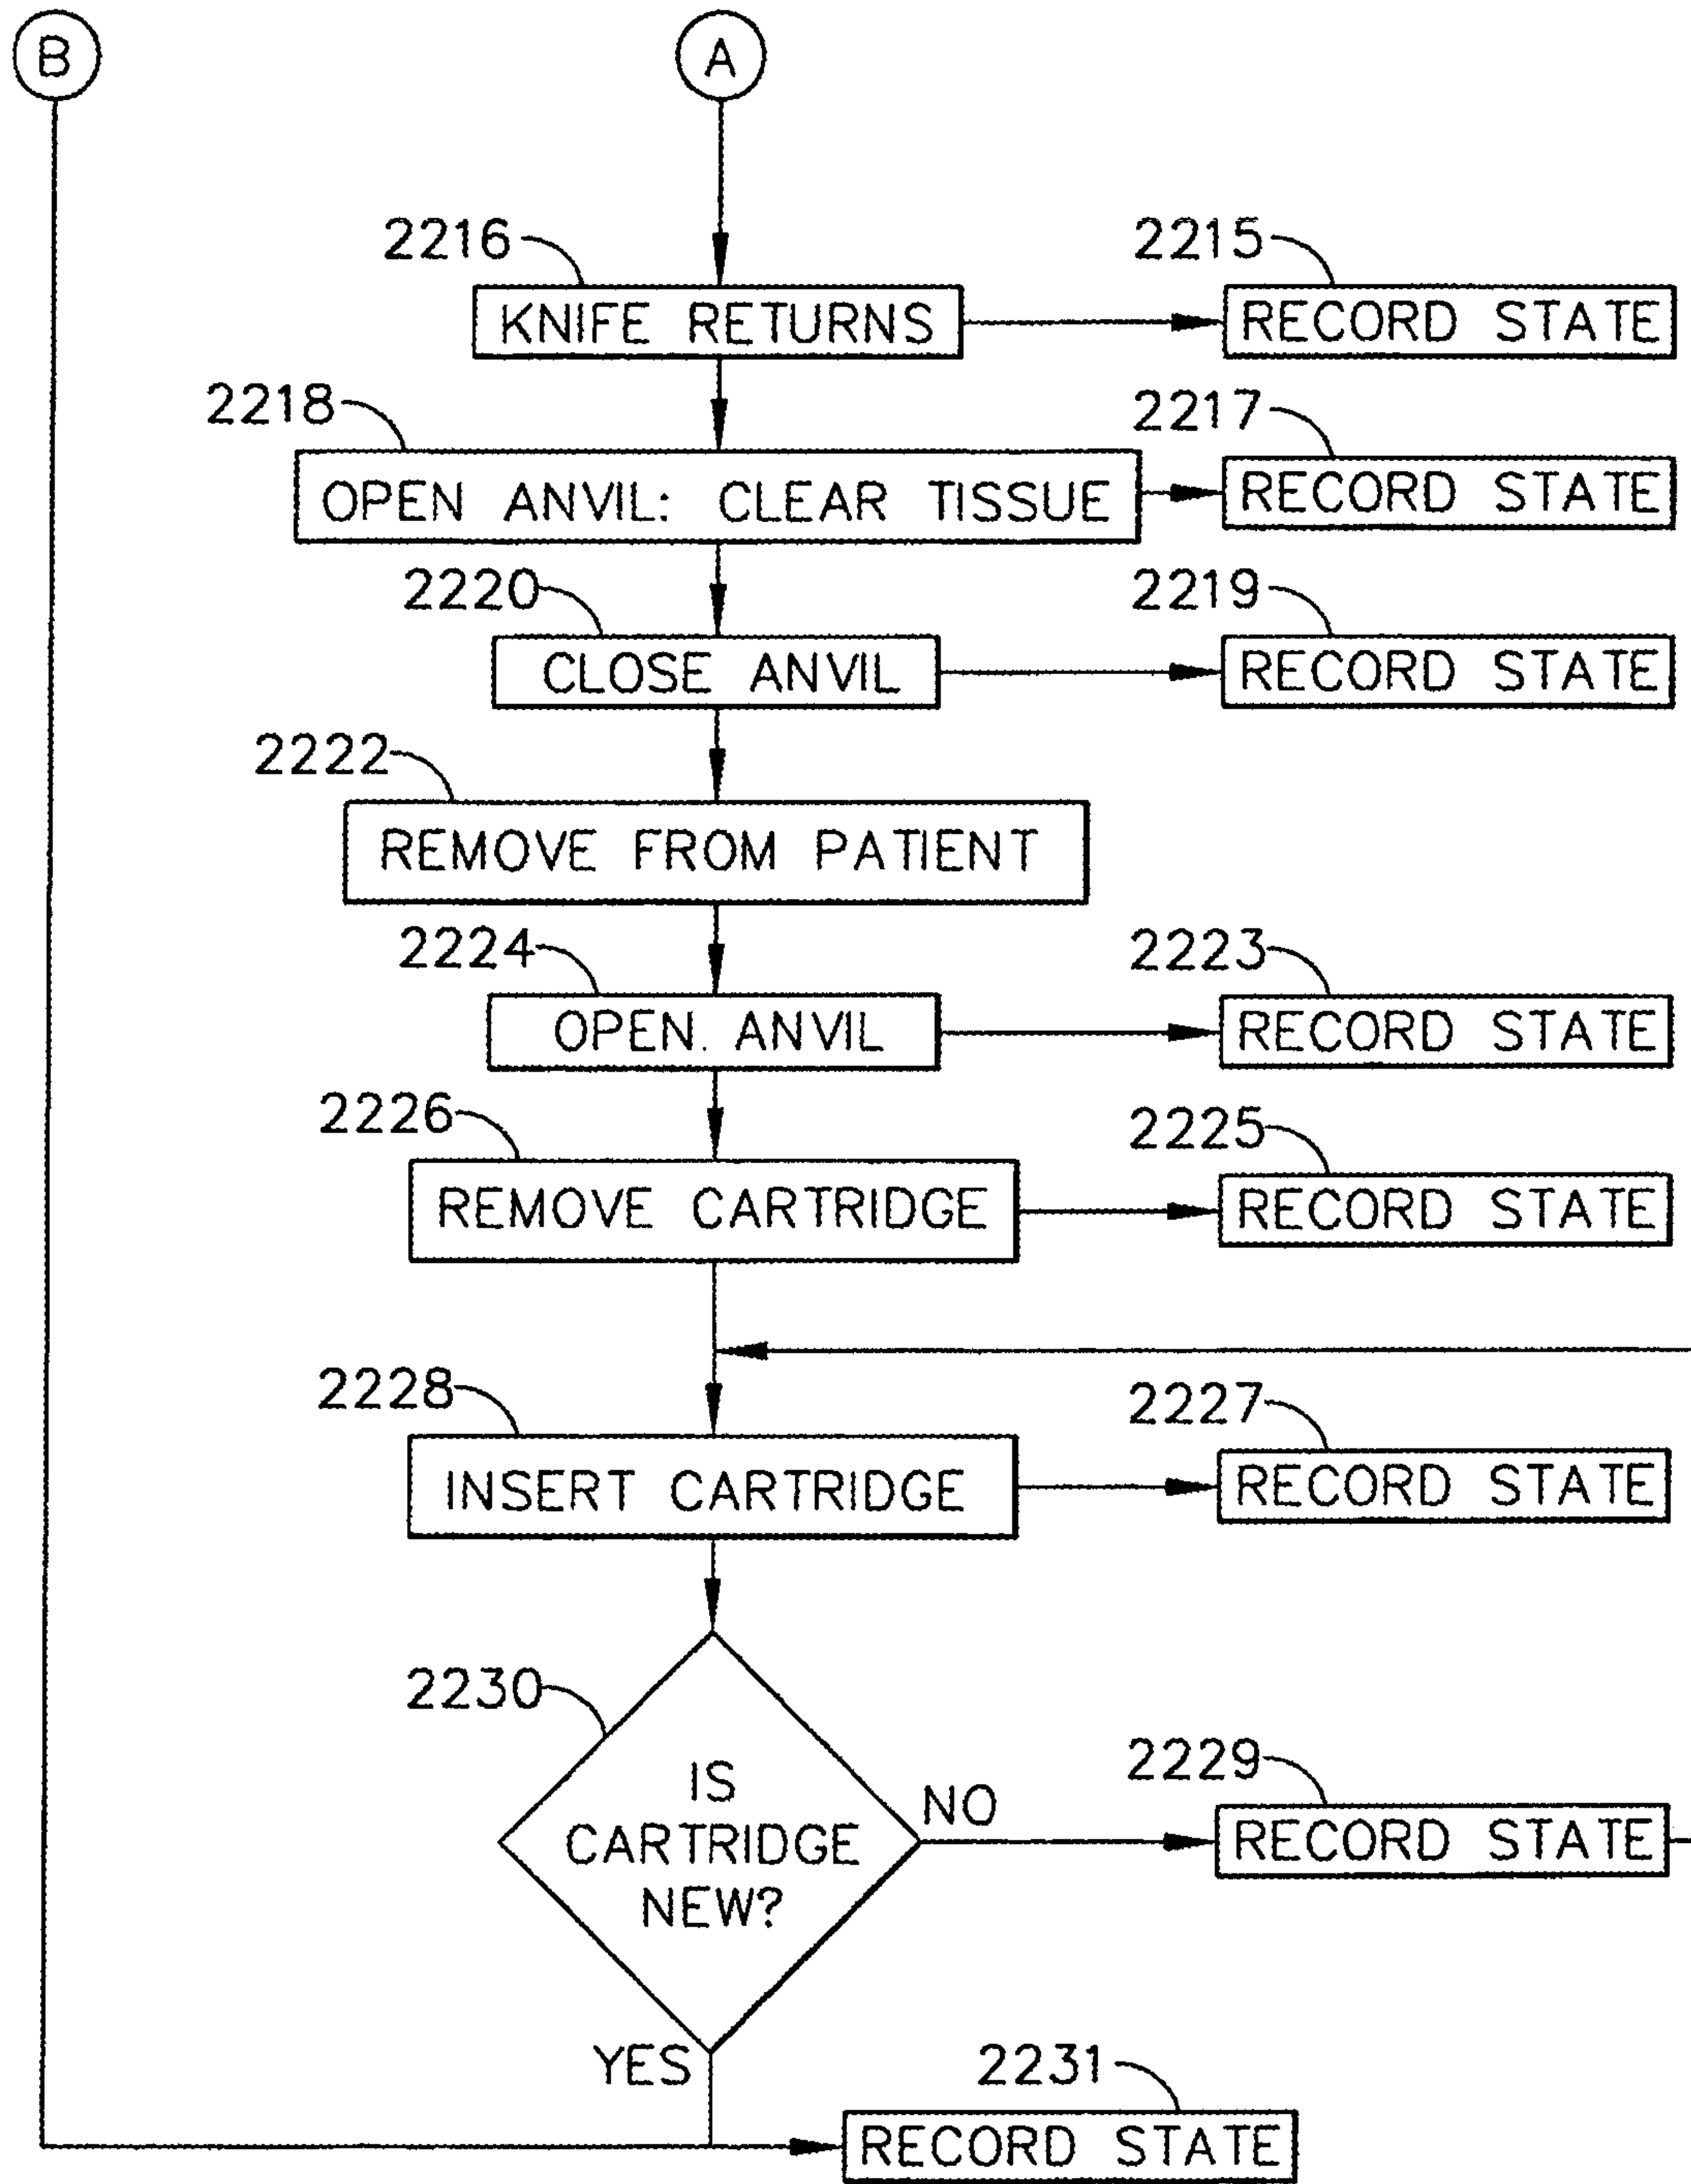 B
A
2216
2215
KNIFE RETURNS
RECORD STATE
2218
2217
OPEN ANVIL: CLEAR TISSUE
RECORD STATE
2220
2219
CLOSE ANVIL
RECORD STATE
2222
REMOVE FROM PATIENT
2224
2223
OPEN. ANVIL
RECORD STATE
2226
2225
REMOVE CARTRIDGE
RECORD STATE
2228
2227
INSERT CARTRIDGE
RECORD STATE
2230
2229
IS
CARTRIDGE
NEW?
NO
RECORD STATE
YES
2231
RECORD STATE